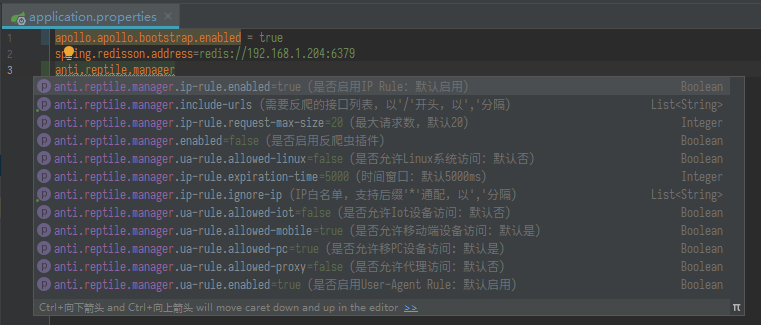 application.properties
1 apollo.apollo.bootstrap.enabled = true
2 spring.redisson.address=redis://192.168.1.204:6379
3 anti.reptile.manager
anti.reptile.manager.ip-rule.enabled=true (是否启用IP Rule: 默认启用) Boolean
anti.reptile.manager.include-urls (需要反爬的接口列表, 以'/'开头, 以','分隔) List<String>
anti.reptile.manager.ip-rule.request-max-size=20 (最大请求数, 默认20) Integer
anti.reptile.manager.enabled=false (是否启用反爬虫插件) Boolean
anti.reptile.manager.ua-rule.allowed-linux=false (是否允许Linux系统访问: 默认否) Boolean
anti.reptile.manager.ip-rule.expiration-time=5000 (时间窗口: 默认5000ms) Integer
anti.reptile.manager.ip-rule.ignore-ip (IP白名单, 支持后缀'*'通配, 以','分隔) List<String>
anti.reptile.manager.ua-rule.allowed-iot=false (是否允许Iot设备访问: 默认否) Boolean
anti.reptile.manager.ua-rule.allowed-mobile=true (是否允许移动端设备访问: 默认是) Boolean
anti.reptile.manager.ua-rule.allowed-pc=true (是否允许移PC设备访问: 默认是) Boolean
anti.reptile.manager.ua-rule.allowed-proxy=false (是否允许代理访问: 默认否) Boolean
anti.reptile.manager.ua-rule.enabled=true (是否启用User-Agent Rule: 默认启用) Boolean
Ctrl+向下箭头 and Ctrl+向上箭头 will move caret down and up in the editor >> π